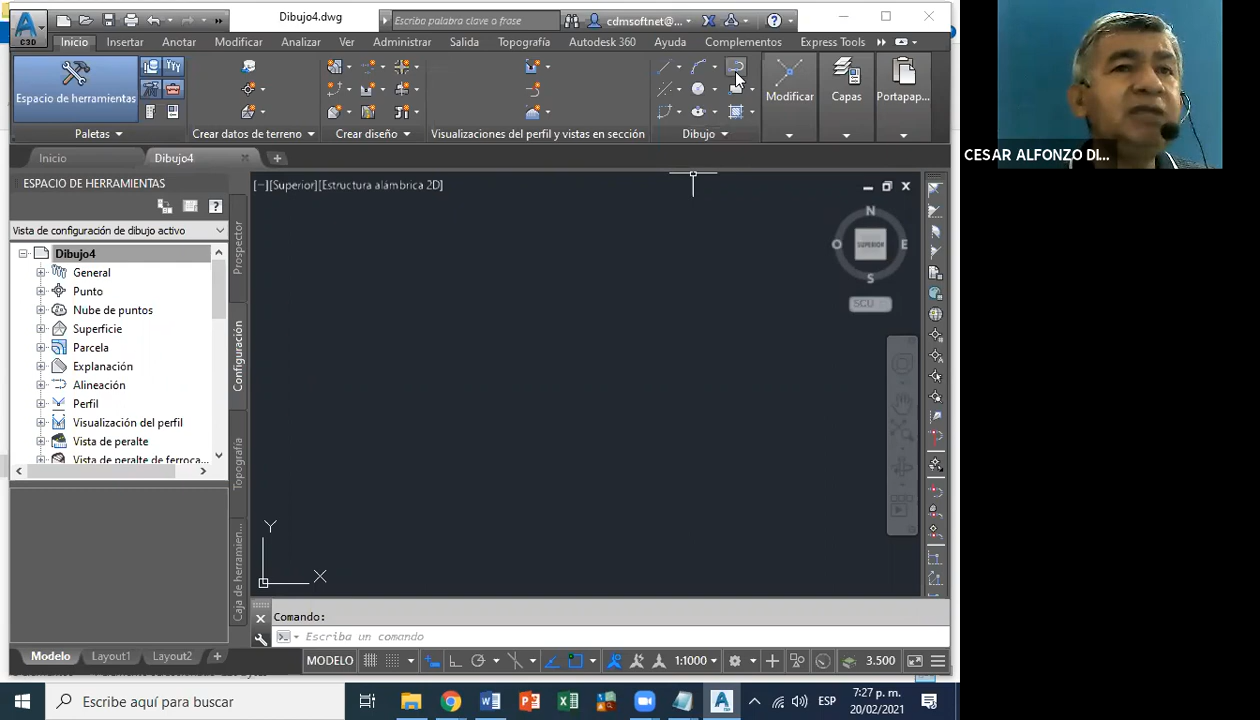 Dibujo4.dwg
Escribe palabra clave o frase
cdmsoftnet@...
C3D
Inicio Insertar Anotar Modificar Analizar Ver Administrar Salida Topografía Autodesk 360 Ayuda Complementos Express Tools
Espacio de herramientas
Paletas
Crear datos de terreno
Crear diseño
Visualizaciones del perfil y vistas en sección
Dibujo
Modificar
Capas
Portapap...
Inicio
Dibujo4
ESPACIO DE HERRAMIENTAS
Vista de configuración de dibujo activo
Dibujo4
General
Punto
Nube de puntos
Superficie
Parcela
Explanación
Alineación
Perfil
Visualización del perfil
Vista de peralte
Vista de peralte de ferroca...
Prospector
Configuración
Topografía
Caja de herramien...
[−][Superior][Estructura alámbrica 2D]
N
O
SUPERIOR
E
S
SCU
Y
X
Comando:
Escriba un comando
Modelo Layout1 Layout2 +
MODELO
1:1000
3.500
Escribe aquí para buscar
ESP
7:27 p. m.
20/02/2021
CESAR ALFONZO DI...